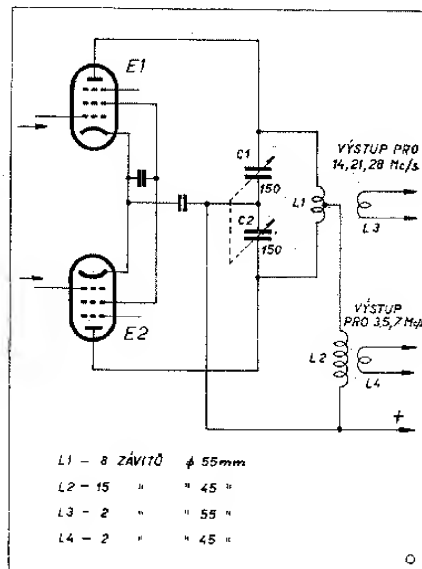 E1
C1
150
L1
VÝSTUP PRO
14,21,28 Mc/s
L3
C2
150
E2
VÝSTUP
PRO 3,5,7 Mc/s
L2
L4
+
L1 – 8 ZÁVITŮ ϕ 55mm
L2 – 15 " " 45 "
L3 – 2 " " 55 "
L4 – 2 " " 45 "